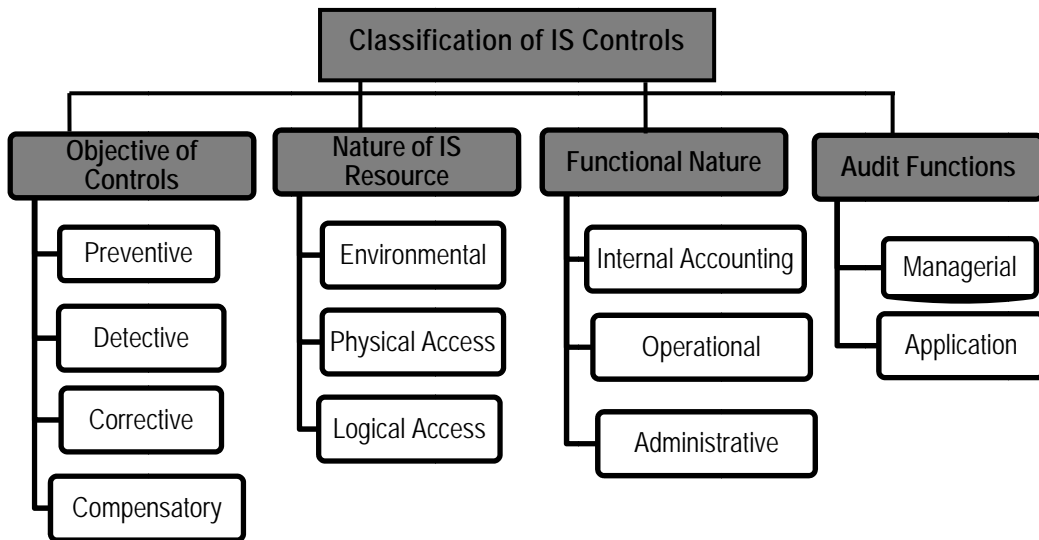 Classification of IS Controls
Objective of
Controls
Preventive
Detective
Corrective
Compensatory
Nature of IS
Resource
Environmental
Physical Access
Logical Access
Functional Nature
Internal Accounting
Operational
Administrative
Audit Functions
Managerial
Application